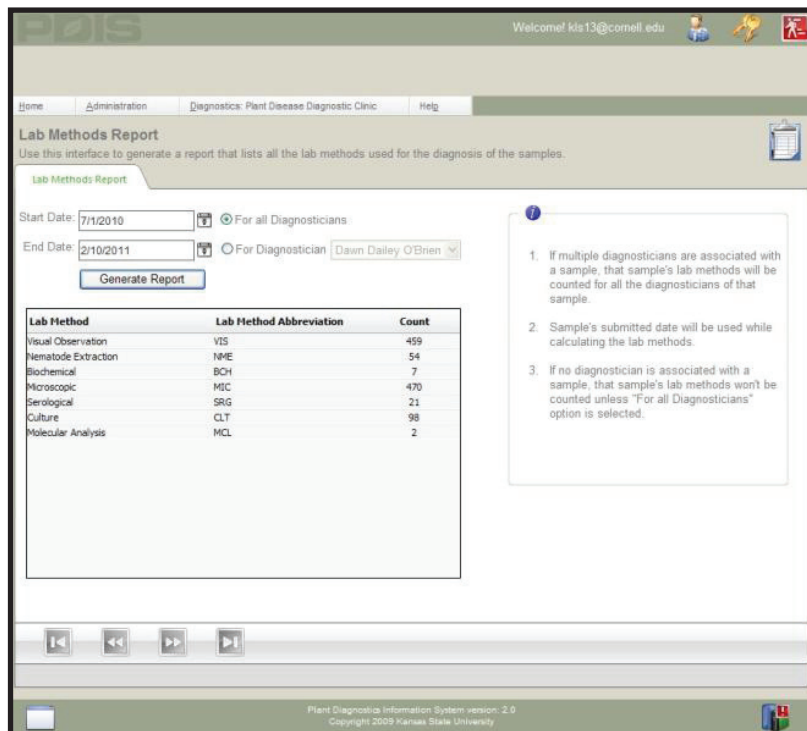 PDIS
Welcome! kls13@cornell.edu
Home Administration Diagnostics: Plant Disease Diagnostic Clinic Help
Lab Methods Report
Use this interface to generate a report that lists all the lab methods used for the diagnosis of the samples.
Lab Methods Report
Start Date: 7/1/2010 For all Diagnosticians
End Date: 2/10/2011 For Diagnostician Dawn Dailey O'Brien
Generate Report
Lab Method Lab Method Abbreviation Count
Visual Observation VIS 459
Nematode Extraction NME 54
Biochemical BCH 7
Microscopic MIC 470
Serological SRG 21
Culture CLT 98
Molecular Analysis MCL 2
1. If multiple diagnosticians are associated with
a sample, that sample's lab methods will be
counted for all the diagnosticians of that
sample.
2. Sample's submitted date will be used while
calculating the lab methods.
3. If no diagnostician is associated with a
sample, that sample's lab methods won't be
counted unless "For all Diagnosticians"
option is selected.
Plant Diagnostics Information System version: 2.0
Copyright 2009 Kansas State University